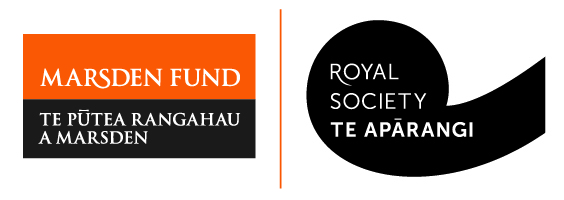 MARSDEN FUND
TE PŪTEA RANGAHAU
A MARSDEN
ROYAL
SOCIETY
TE APĀRANGI